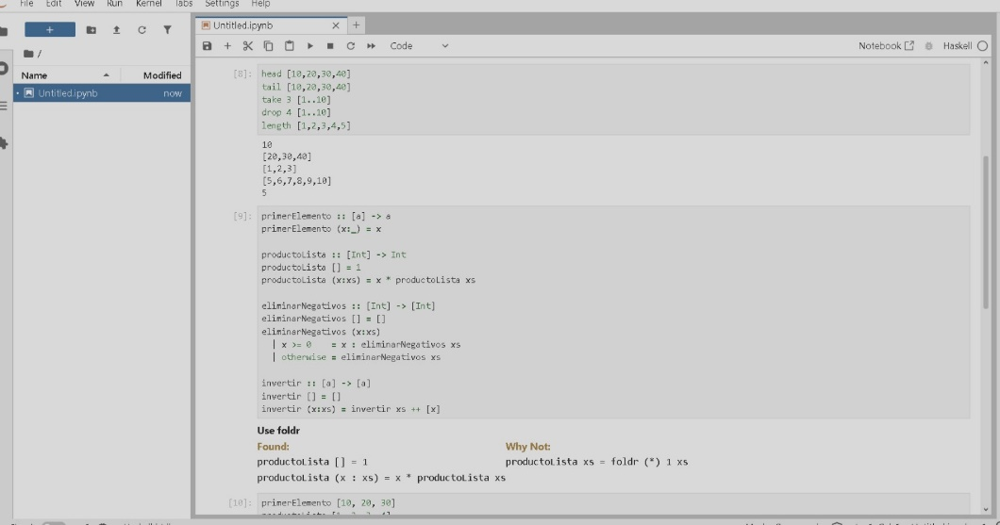 File Edit View Run Kernel Tabs Settings Help
+
/
Name Modified
Untitled.ipynb now
Untitled.ipynb × +
Code
Notebook Haskell
[8]: head [10,20,30,40]
tail [10,20,30,40]
take 3 [1..10]
drop 4 [1..10]
length [1,2,3,4,5]
10
[20,30,40]
[1,2,3]
[5,6,7,8,9,10]
5
[9]: primerElemento :: [a] -> a
primerElemento (x:_) = x
productoLista :: [Int] -> Int
productoLista [] = 1
productoLista (x:xs) = x * productoLista xs
eliminarNegativos :: [Int] -> [Int]
eliminarNegativos [] = []
eliminarNegativos (x:xs)
| x >= 0 = x : eliminarNegativos xs
| otherwise = eliminarNegativos xs
invertir :: [a] -> [a]
invertir [] = []
invertir (x:xs) = invertir xs ++ [x]
Use foldr
Found: Why Not:
productoLista [] = 1 productoLista xs = foldr (*) 1 xs
productoLista (x : xs) = x * productoLista xs
[10]: primerElemento [10, 20, 30]